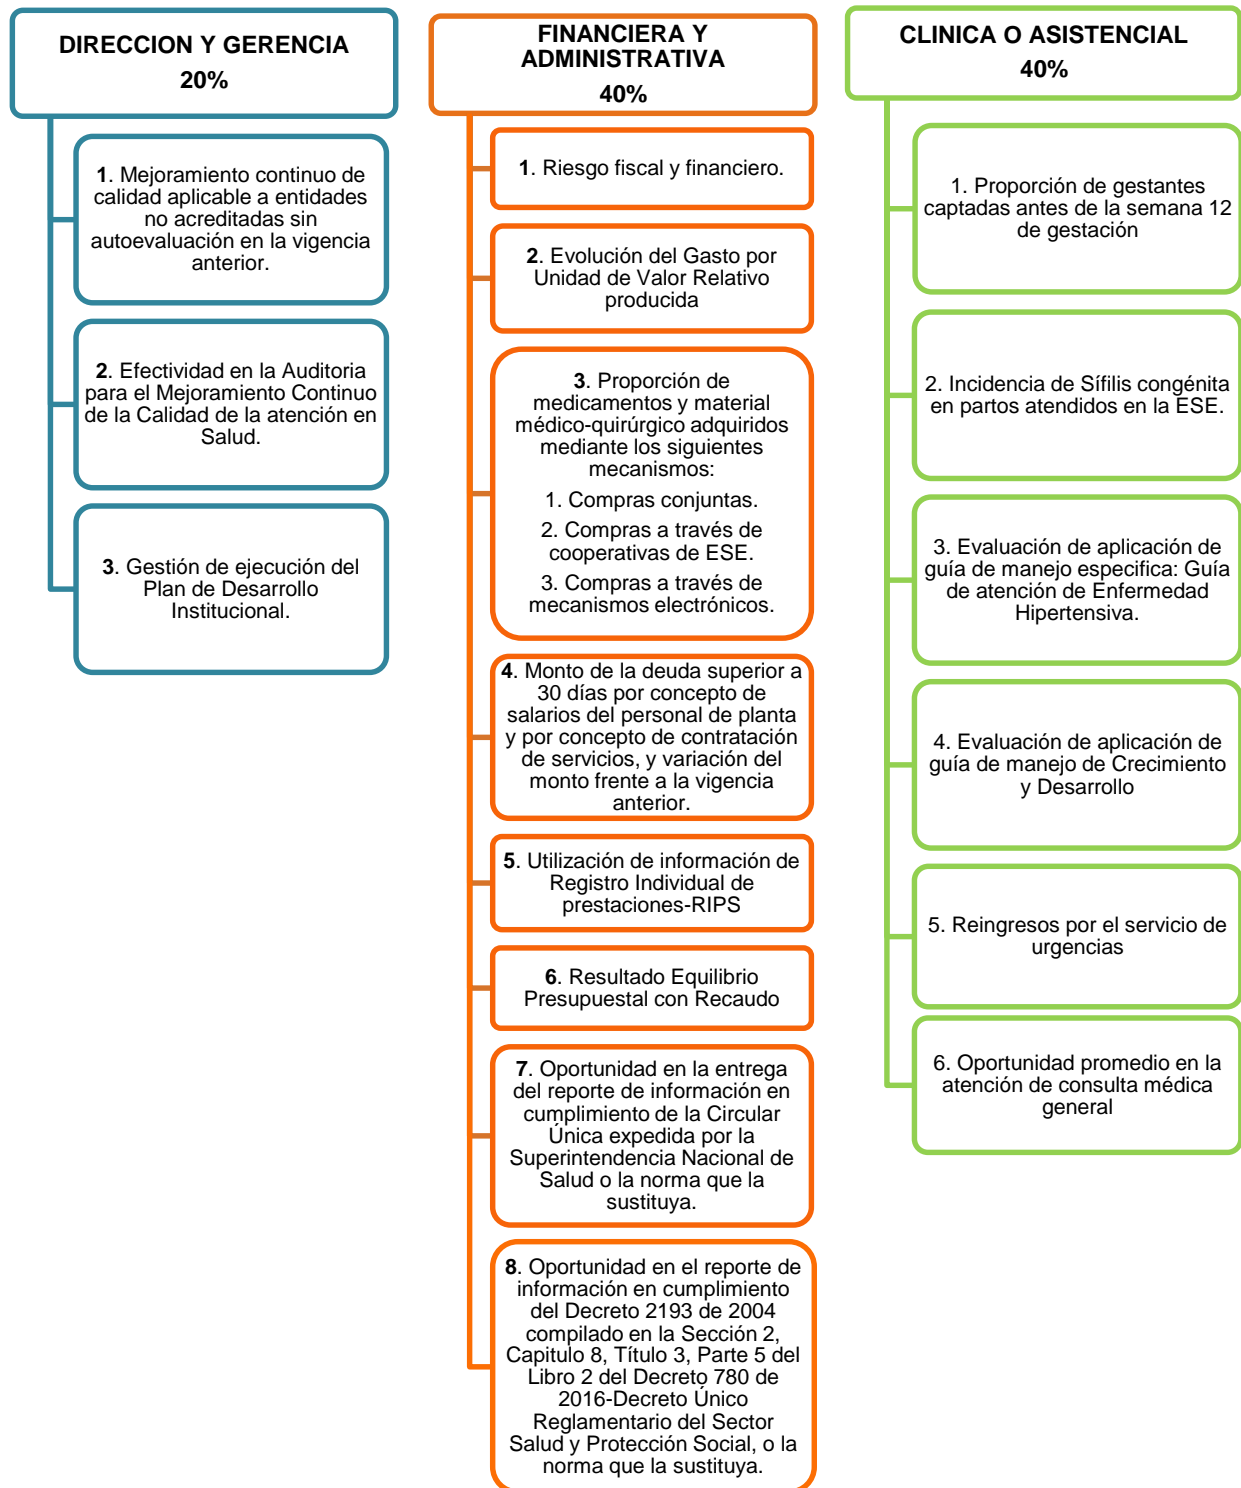 DIRECCION Y GERENCIA
20%
1. Mejoramiento continuo de
calidad aplicable a entidades
no acreditadas sin
autoevaluación en la vigencia
anterior.
2. Efectividad en la Auditoria
para el Mejoramiento Continuo
de la Calidad de la atención en
Salud.
3. Gestión de ejecución del
Plan de Desarrollo
Institucional.
FINANCIERA Y
ADMINISTRATIVA
40%
1. Riesgo fiscal y financiero.
2. Evolución del Gasto por
Unidad de Valor Relativo
producida
3. Proporción de
medicamentos y material
médico-quirúrgico adquiridos
mediante los siguientes
mecanismos:
1. Compras conjuntas.
2. Compras a través de
cooperativas de ESE.
3. Compras a través de
mecanismos electrónicos.
4. Monto de la deuda superior a
30 días por concepto de
salarios del personal de planta
y por concepto de contratación
de servicios, y variación del
monto frente a la vigencia
anterior.
5. Utilización de información de
Registro Individual de
prestaciones-RIPS
6. Resultado Equilibrio
Presupuestal con Recaudo
7. Oportunidad en la entrega
del reporte de información en
cumplimiento de la Circular
Única expedida por la
Superintendencia Nacional de
Salud o la norma que la
sustituya.
8. Oportunidad en el reporte de
información en cumplimiento
del Decreto 2193 de 2004
compilado en la Sección 2,
Capitulo 8, Título 3, Parte 5 del
Libro 2 del Decreto 780 de
2016-Decreto Único
Reglamentario del Sector
Salud y Protección Social, o la
norma que la sustituya.
CLINICA O ASISTENCIAL
40%
1. Proporción de gestantes
captadas antes de la semana 12
de gestación
2. Incidencia de Sífilis congénita
en partos atendidos en la ESE.
3. Evaluación de aplicación de
guía de manejo especifica: Guía
de atención de Enfermedad
Hipertensiva.
4. Evaluación de aplicación de
guía de manejo de Crecimiento
y Desarrollo
5. Reingresos por el servicio de
urgencias
6. Oportunidad promedio en la
atención de consulta médica
general